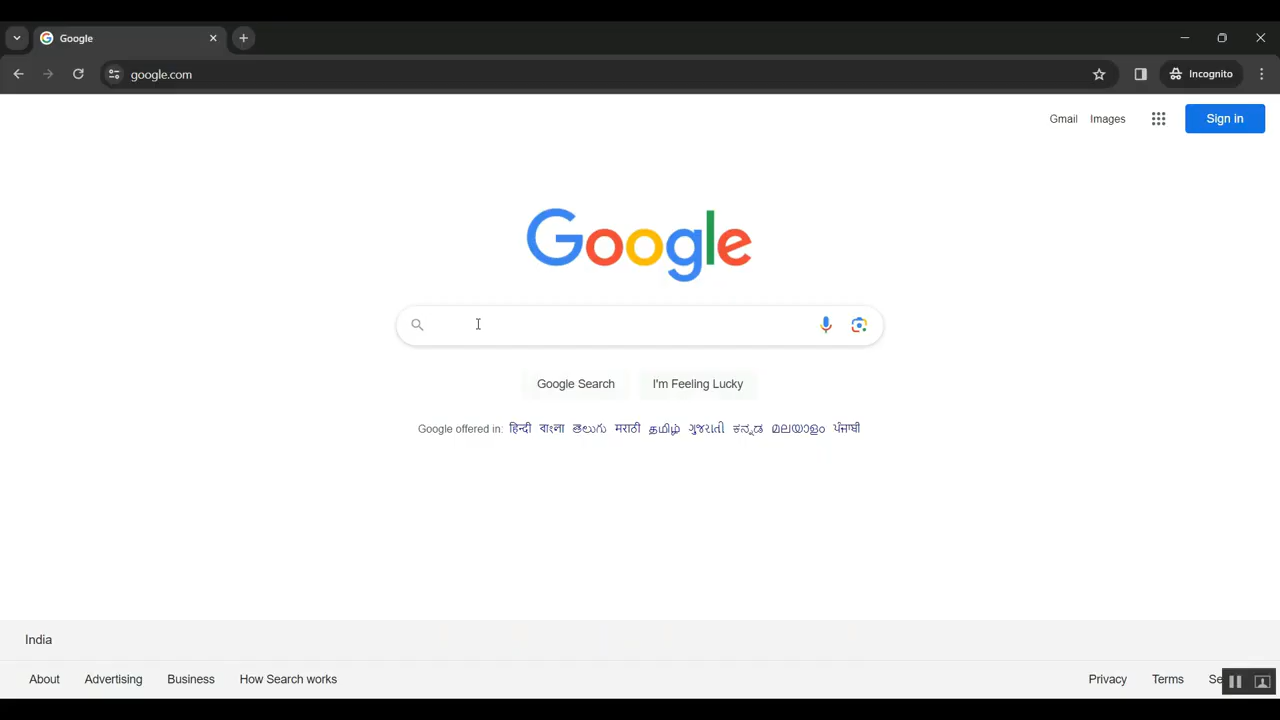 Google
google.com
Incognito
Gmail Images Sign in
Google
Google Search I'm Feeling Lucky
Google offered in: हिन्दी বাংলা తెలుగు मराठी தமிழ் ગુજરાતી ಕನ್ನಡ മലയാളം ਪੰਜਾਬੀ
India
About Advertising Business How Search works Privacy Terms Se